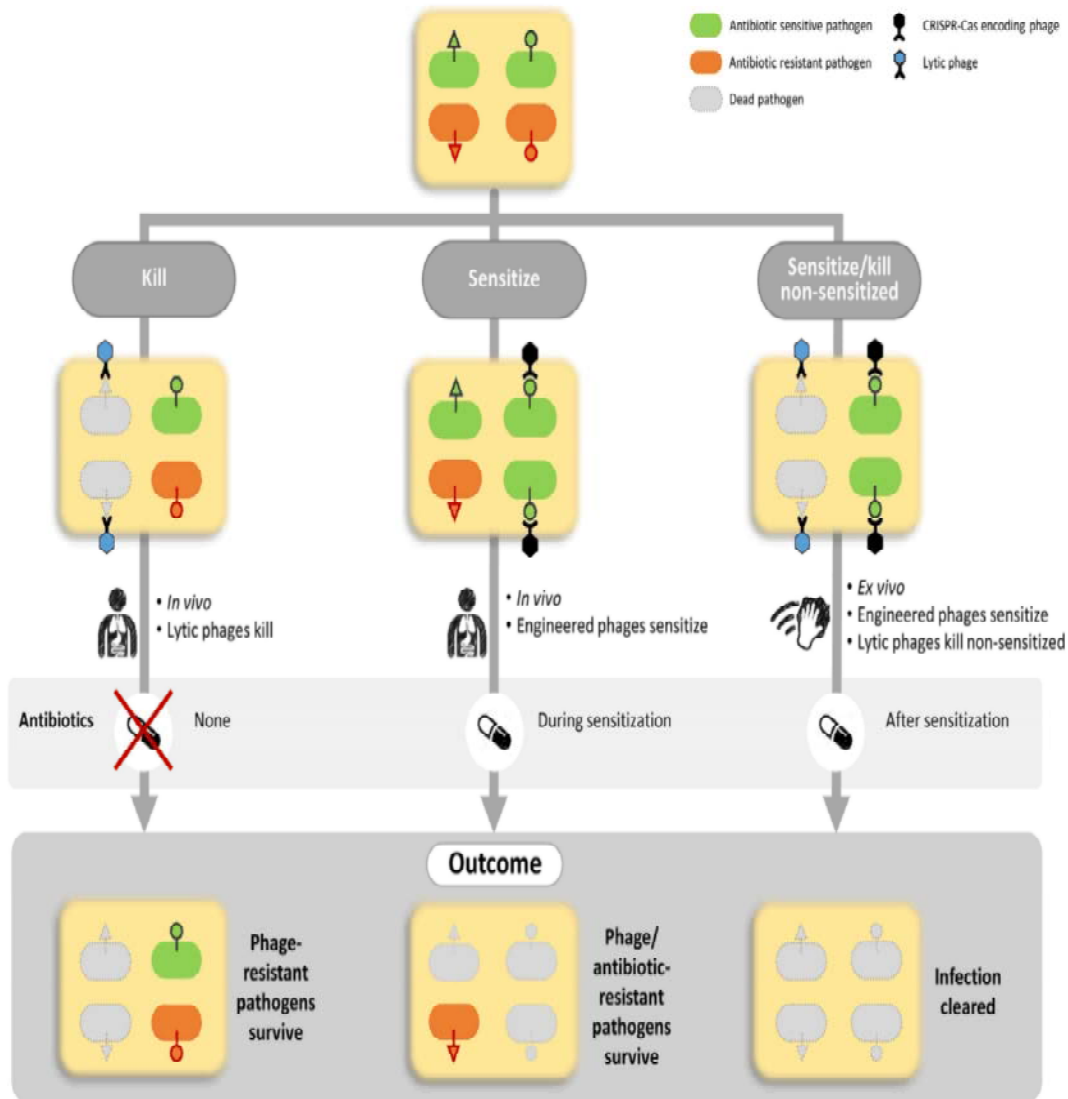 Antibiotic sensitive pathogen
CRISPR-Cas encoding phage
Antibiotic resistant pathogen
Lytic phage
Dead pathogen
Kill
Sensitize
Sensitize/kill
non-sensitized
• In vivo
• Lytic phages kill
• In vivo
• Engineered phages sensitize
• Ex vivo
• Engineered phages sensitize
• Lytic phages kill non-sensitized
Antibiotics
None
During sensitization
After sensitization
Outcome
Phage-
resistant
pathogens
survive
Phage/
antibiotic-
resistant
pathogens
survive
Infection
cleared